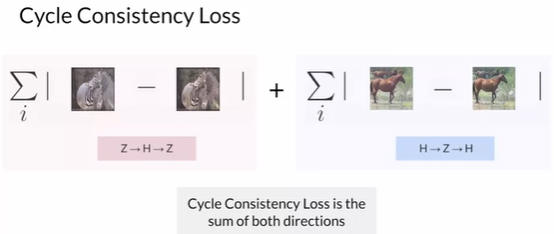 Cycle Consistency Loss
∑ i | − | + ∑ i | − |
Z→H→Z
H→Z→H
Cycle Consistency Loss is the
sum of both directions